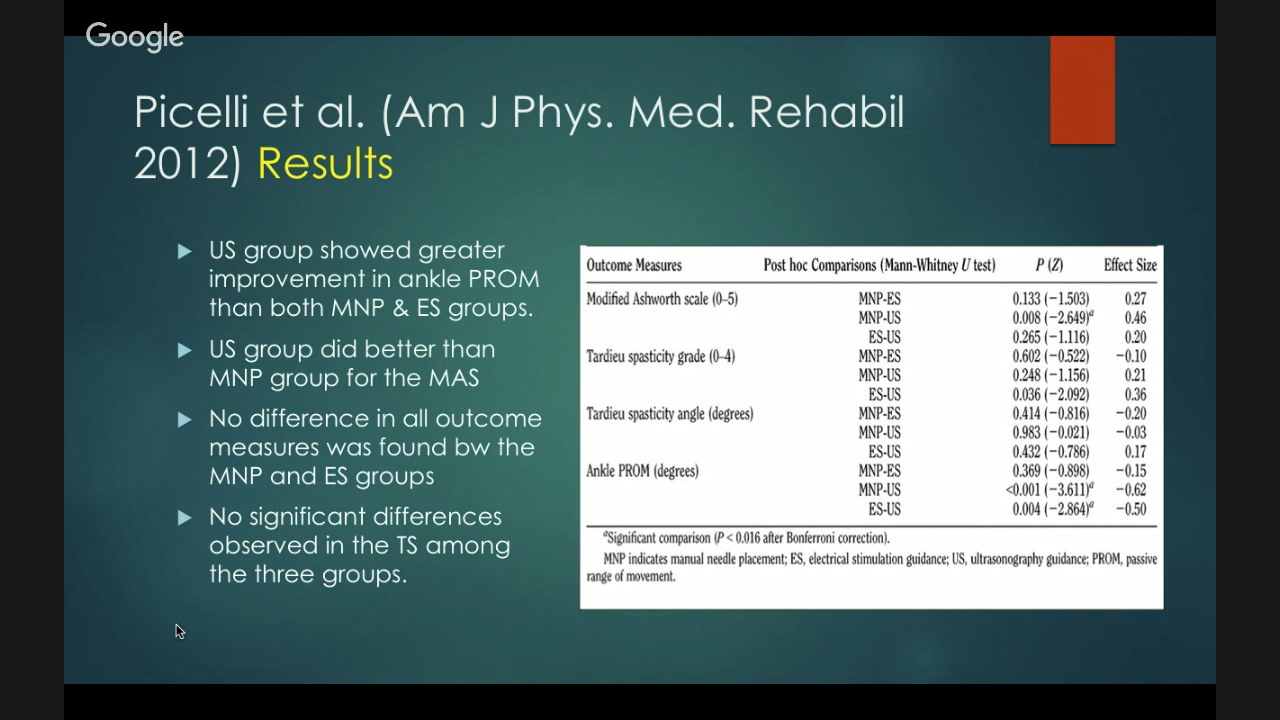 Google
Picelli et al. (Am J Phys. Med. Rehabil
2012) Results
US group showed greater
improvement in ankle PROM
than both MNP & ES groups.
US group did better than
MNP group for the MAS
No difference in all outcome
measures was found bw the
MNP and ES groups
No significant differences
observed in the TS among
the three groups.
Outcome Measures Post hoc Comparisons (Mann-Whitney U test) P (Z) Effect Size
Modified Ashworth scale (0–5) MNP-ES 0.133 (−1.503) 0.27
MNP-US 0.008 (−2.649)a 0.46
ES-US 0.265 (−1.116) 0.20
Tardieu spasticity grade (0–4) MNP-ES 0.602 (−0.522) −0.10
MNP-US 0.248 (−1.156) 0.21
ES-US 0.036 (−2.092) 0.36
Tardieu spasticity angle (degrees) MNP-ES 0.414 (−0.816) −0.20
MNP-US 0.983 (−0.021) −0.03
ES-US 0.432 (−0.786) 0.17
Ankle PROM (degrees) MNP-ES 0.369 (−0.898) −0.15
MNP-US <0.001 (−3.611)a −0.62
ES-US 0.004 (−2.864)a −0.50
aSignificant comparison (P < 0.016 after Bonferroni correction).
MNP indicates manual needle placement; ES, electrical stimulation guidance; US, ultrasonography guidance; PROM, passive
range of movement.